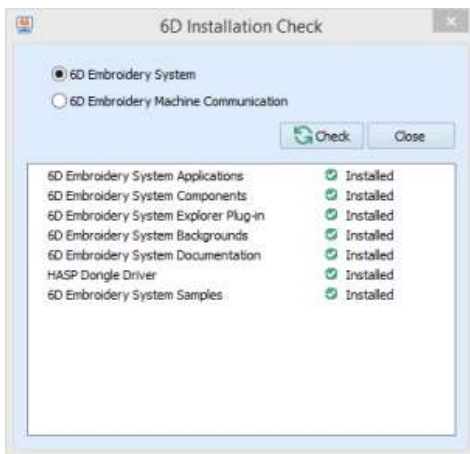 6D Installation Check
6D Embroidery System
6D Embroidery Machine Communication
Check Close
6D Embroidery System Applications Installed
6D Embroidery System Components Installed
6D Embroidery System Explorer Plug-in Installed
6D Embroidery System Backgrounds Installed
6D Embroidery System Documentation Installed
HASP Dongle Driver Installed
6D Embroidery System Samples Installed